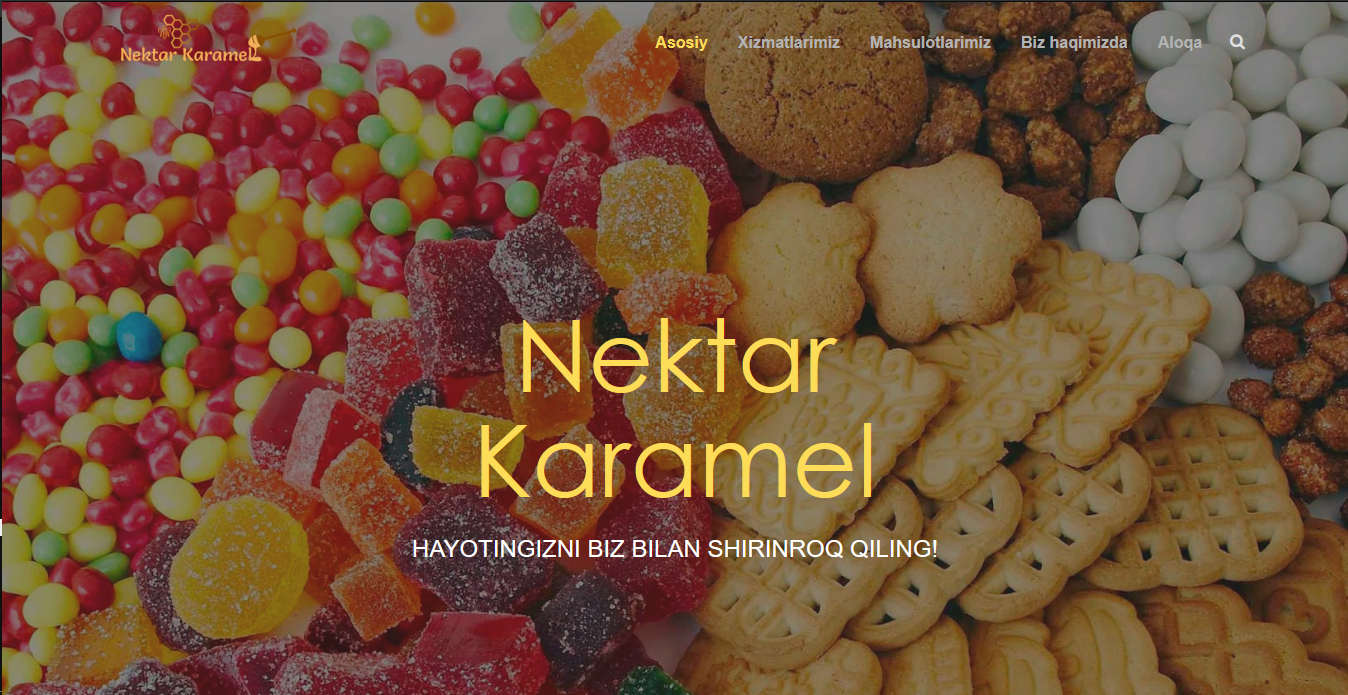 Nektar Karamel
Asosiy Xizmatlarimiz Mahsulotlarimiz Biz haqimizda Aloqa
Nektar
Karamel
HAYOTINGIZNI BIZ BILAN SHIRINROQ QILING!